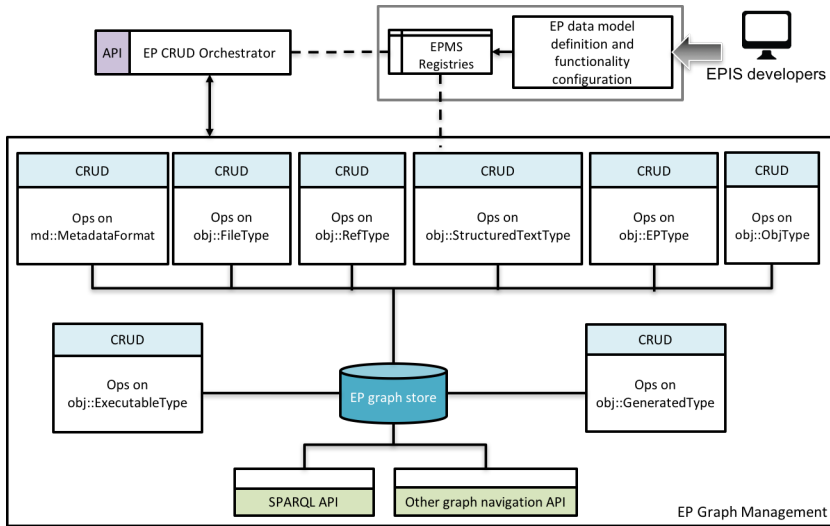 API
EP CRUD Orchestrator
EPMS
Registries
EP data model
definition and
functionality
configuration
EPIS developers
CRUD
Ops on
md::MetadataFormat
CRUD
Ops on
obj::FileType
CRUD
Ops on
obj::RefType
CRUD
Ops on
obj::StructuredTextType
CRUD
Ops on
obj::EPType
CRUD
Ops on
obj::ObjType
CRUD
Ops on
obj::ExecutableType
EP graph store
CRUD
Ops on
obj::GeneratedType
SPARQL API
Other graph navigation API
EP Graph Management